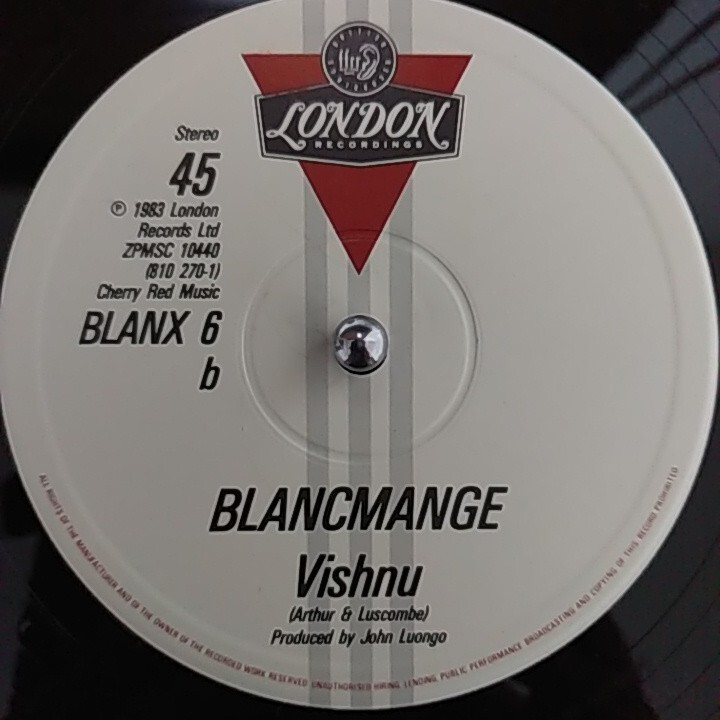 ffrr
LONDON
RECORDINGS
Stereo
45
℗ 1983 London
Records Ltd
ZPMSC 10440
(810 270-1)
Cherry Red Music
BLANX 6
b
BLANCMANGE
Vishnu
(Arthur & Luscombe)
Produced by John Luongo
ALL RIGHTS OF THE MANUFACTURER AND OF THE OWNER OF THE RECORDED WORK RESERVED UNAUTHORISED HIRING, LENDING PUBLIC PERFORMANCE BROADCASTING AND COPYING OF THIS RECORD PROHIBITED